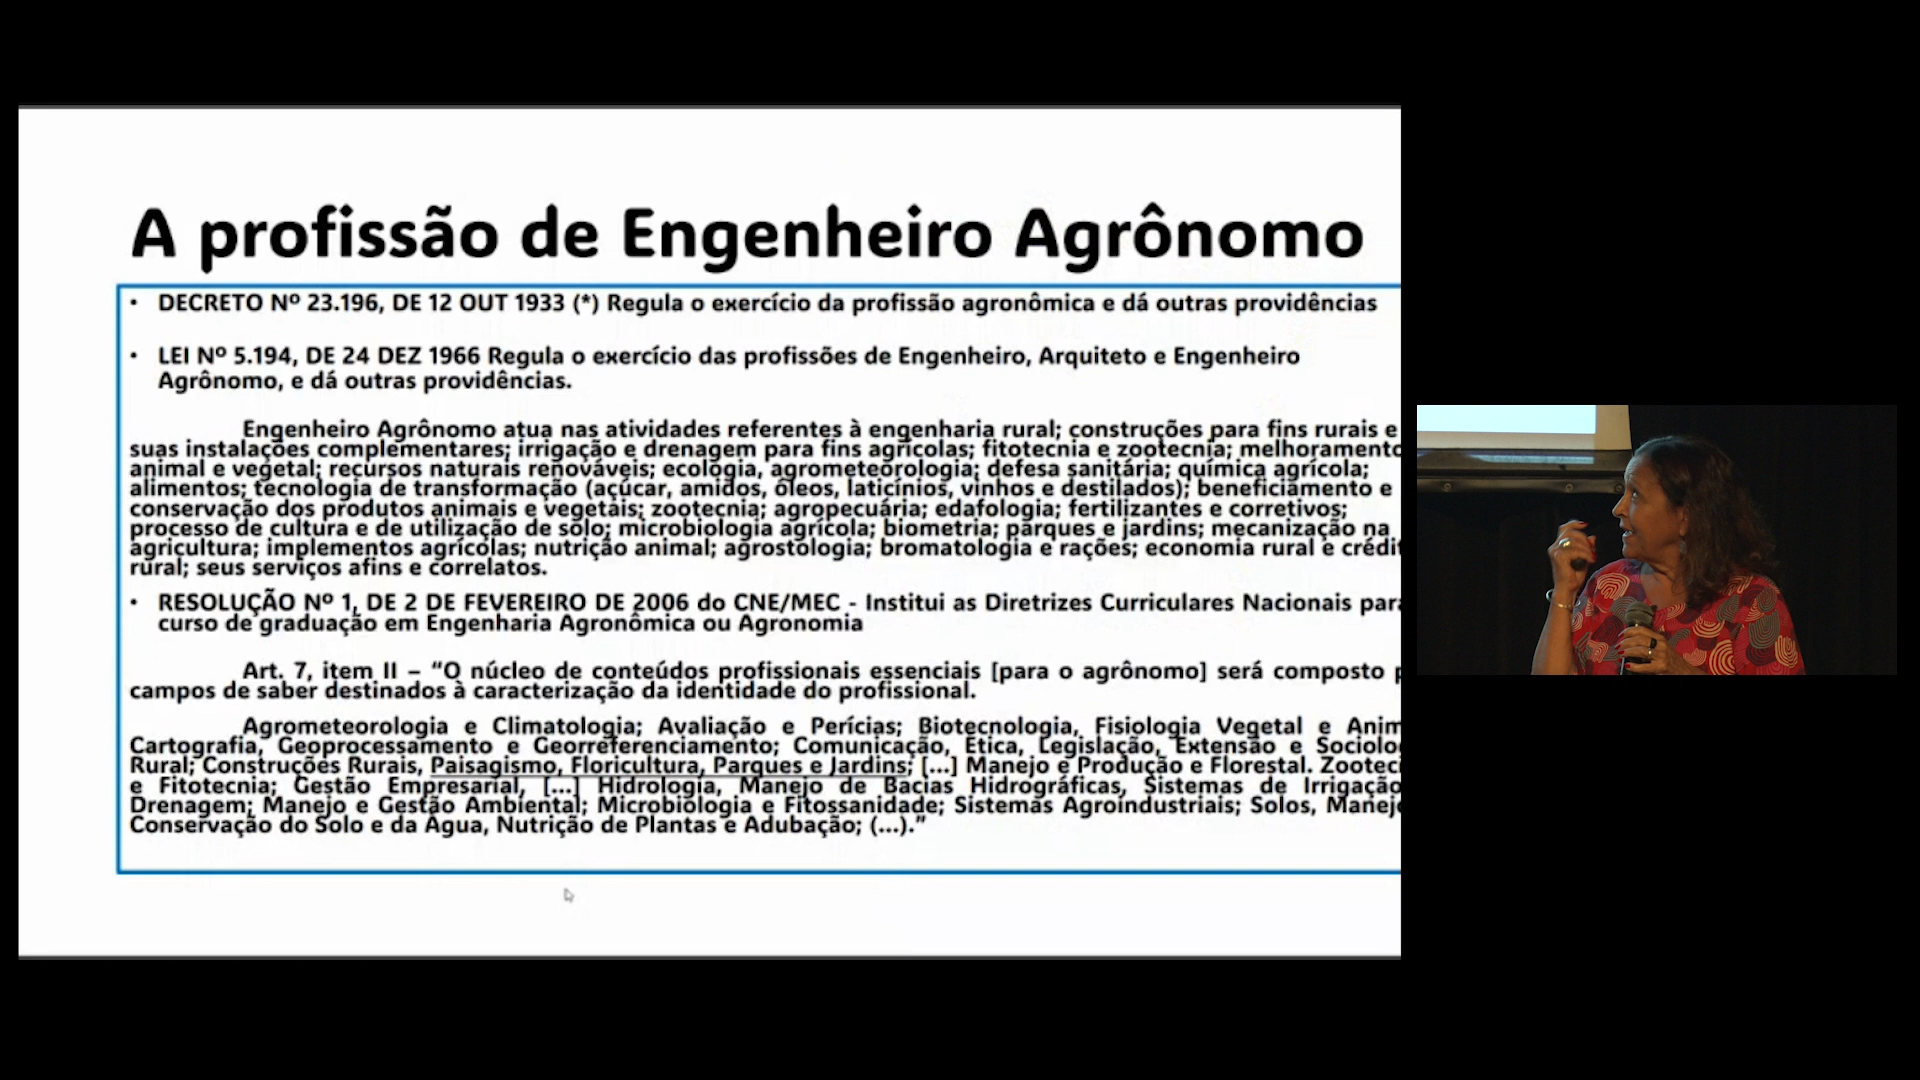 A profissão de Engenheiro Agrônomo
• DECRETO Nº 23.196, DE 12 OUT 1933 (*) Regula o exercício da profissão agronômica e dá outras providências
• LEI Nº 5.194, DE 24 DEZ 1966 Regula o exercício das profissões de Engenheiro, Arquiteto e Engenheiro
Agrônomo, e dá outras providências.
Engenheiro Agrônomo atua nas atividades referentes à engenharia rural; construções para fins rurais e
suas instalações complementares; irrigação e drenagem para fins agrícolas; fitotecnia e zootecnia; melhoramento
animal e vegetal; recursos naturais renováveis; ecologia, agrometeorologia; defesa sanitária; química agrícola;
alimentos; tecnologia de transformação (açúcar, amidos, óleos, laticínios, vinhos e destilados); beneficiamento e
conservação dos produtos animais e vegetais; zootecnia; agropecuária; edafologia; fertilizantes e corretivos;
processo de cultura e de utilização de solo; microbiologia agrícola; biometria; parques e jardins; mecanização na
agricultura; implementos agrícolas; nutrição animal; agrostologia; bromatologia e rações; economia rural e crédit
rural; seus serviços afins e correlatos.
• RESOLUÇÃO Nº 1, DE 2 DE FEVEREIRO DE 2006 do CNE/MEC - Institui as Diretrizes Curriculares Nacionais para
curso de graduação em Engenharia Agronômica ou Agronomia
Art. 7, item II – “O núcleo de conteúdos profissionais essenciais [para o agrônomo] será composto p
campos de saber destinados à caracterização da identidade do profissional.
Agrometeorologia e Climatologia; Avaliação e Perícias; Biotecnologia, Fisiologia Vegetal e Anim
Cartografia, Geoprocessamento e Georreferenciamento; Comunicação, Ética, Legislação, Extensão e Sociolo
Rural; Construções Rurais, Paisagismo, Floricultura, Parques e Jardins; [...] Manejo e Produção e Florestal. Zooteci
e Fitotecnia; Gestão Empresarial, [...] Hidrologia, Manejo de Bacias Hidrográficas, Sistemas de Irrigação
Drenagem; Manejo e Gestão Ambiental; Microbiologia e Fitossanidade; Sistemas Agroindustriais; Solos, Manejo
Conservação do Solo e da Água, Nutrição de Plantas e Adubação; (...).”